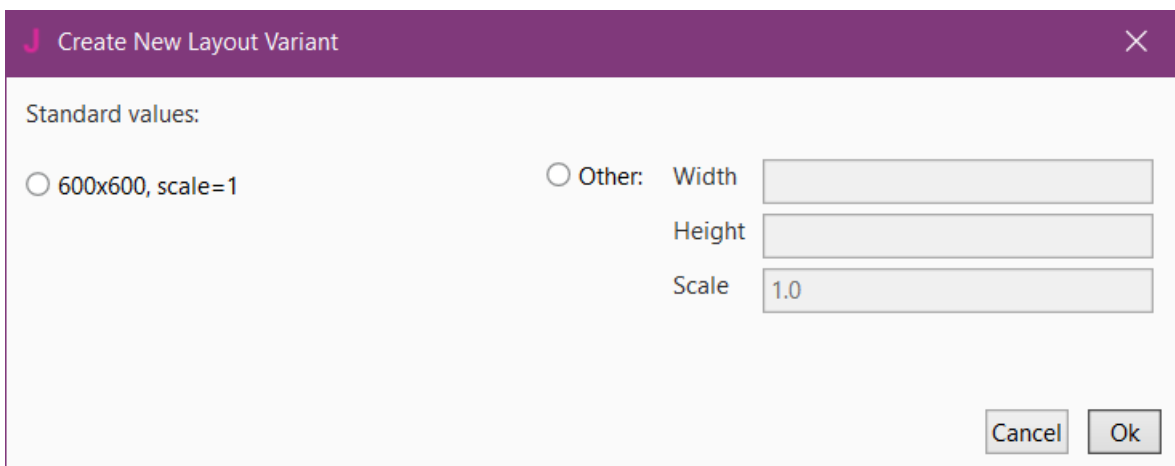 J Create New Layout Variant
Standard values:
600x600, scale=1
Other: Width
Height
Scale 1.0
Cancel Ok